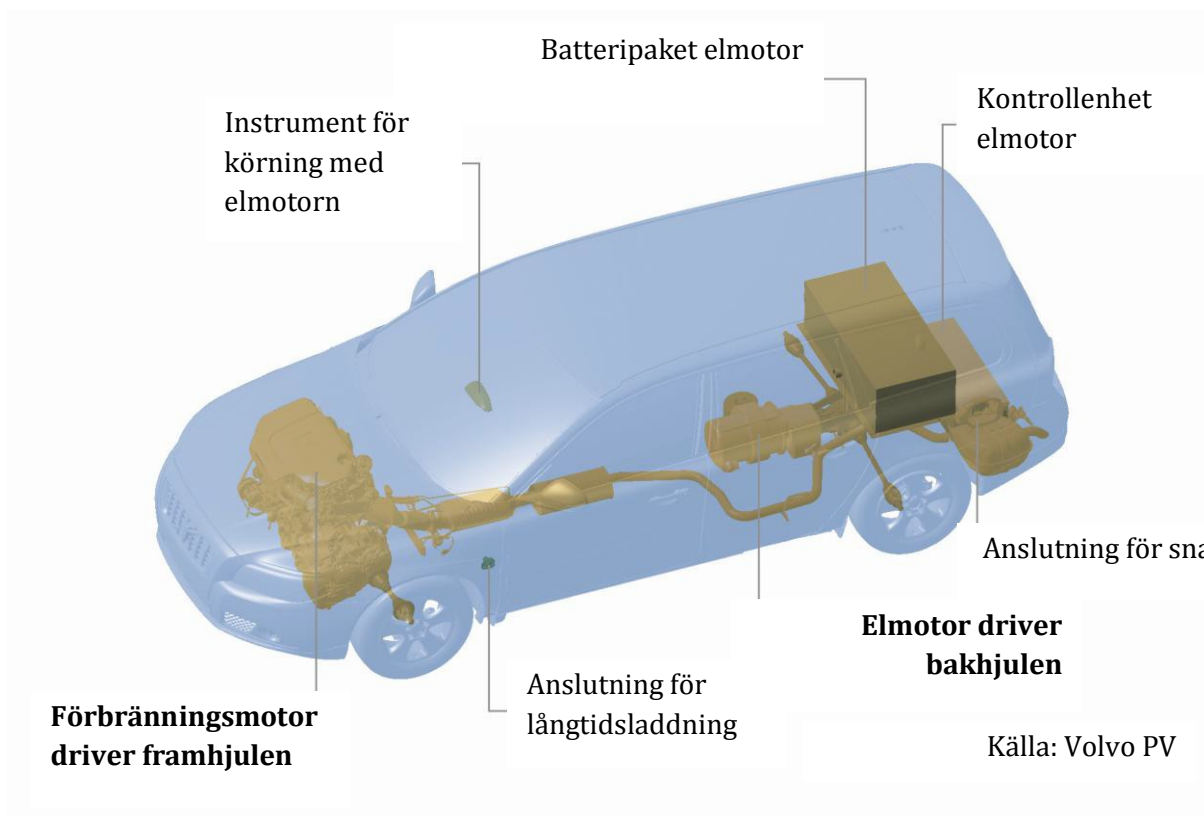 Batteripaket elmotor
Kontrollenhet
elmotor
Instrument för
körning med
elmotorn
Anslutning för
Elmotor driver
bakhjulen
Anslutning för
långtidsladdning
Förbränningsmotor
driver framhjulen
Källa: Volvo PV